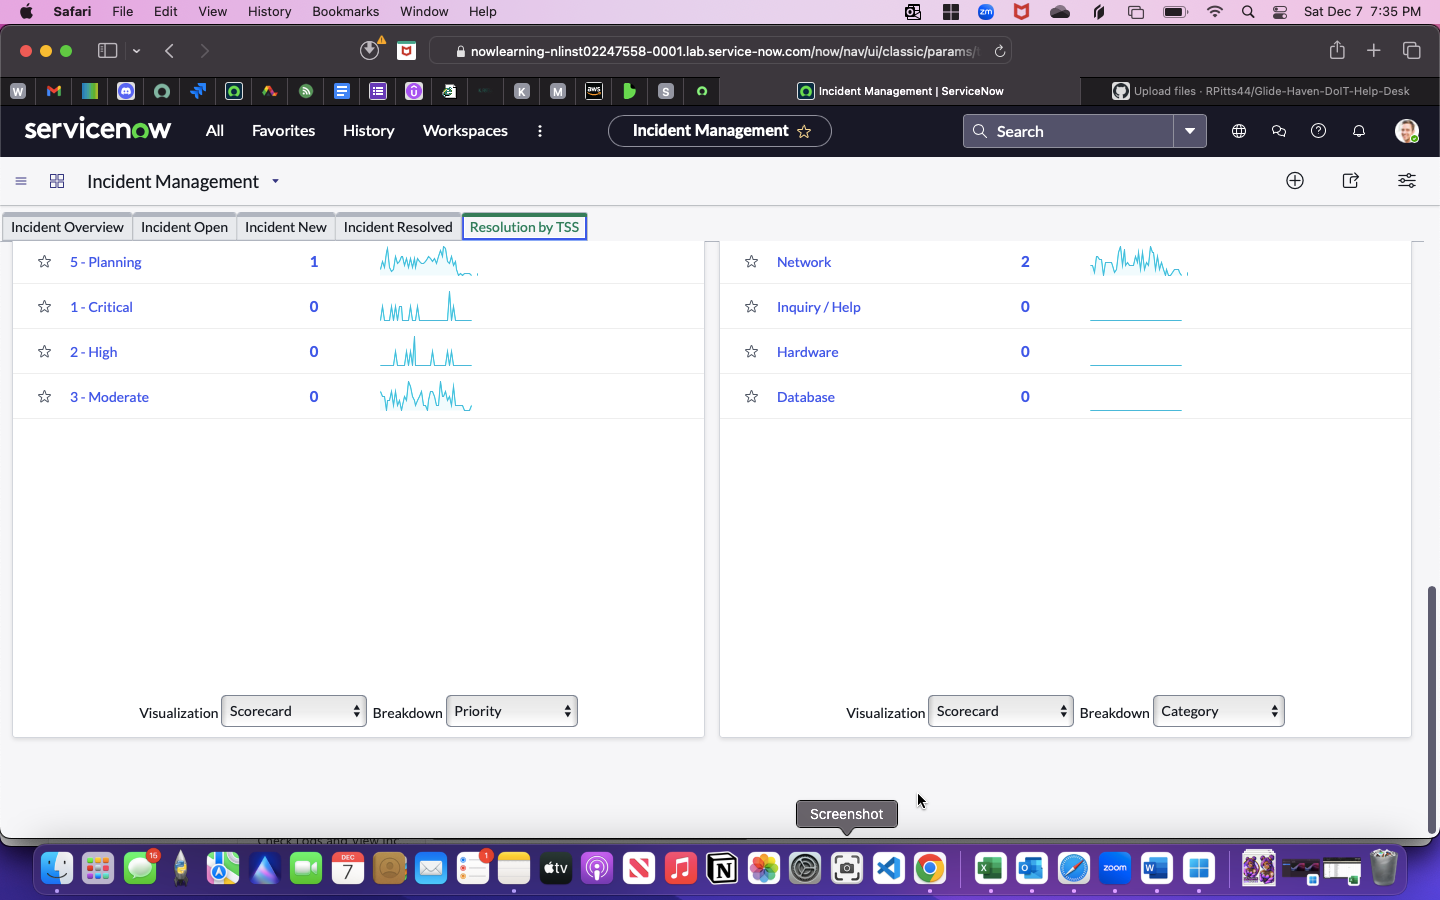 Safari File Edit View History Bookmarks Window Help zm Sat Dec 7 7:35 PM
nowlearning-nlinst02247558-0001.lab.service-now.com/now/nav/ui/classic/params/
W K M aws S Incident Management | ServiceNow Upload files · RPitts44/Glide-Haven-DoIT-Help-Desk
servicenow All Favorites History Workspaces Incident Management Search
Incident Management
Incident Overview Incident Open Incident New Incident Resolved Resolution by TSS
5 - Planning 1 Network 2
1 - Critical 0 Inquiry / Help 0
2 - High 0 Hardware 0
3 - Moderate 0 Database 0
Visualization Scorecard Breakdown Priority Visualization Scorecard Breakdown Category
Screenshot
16 DEC 7 1 tv zoom